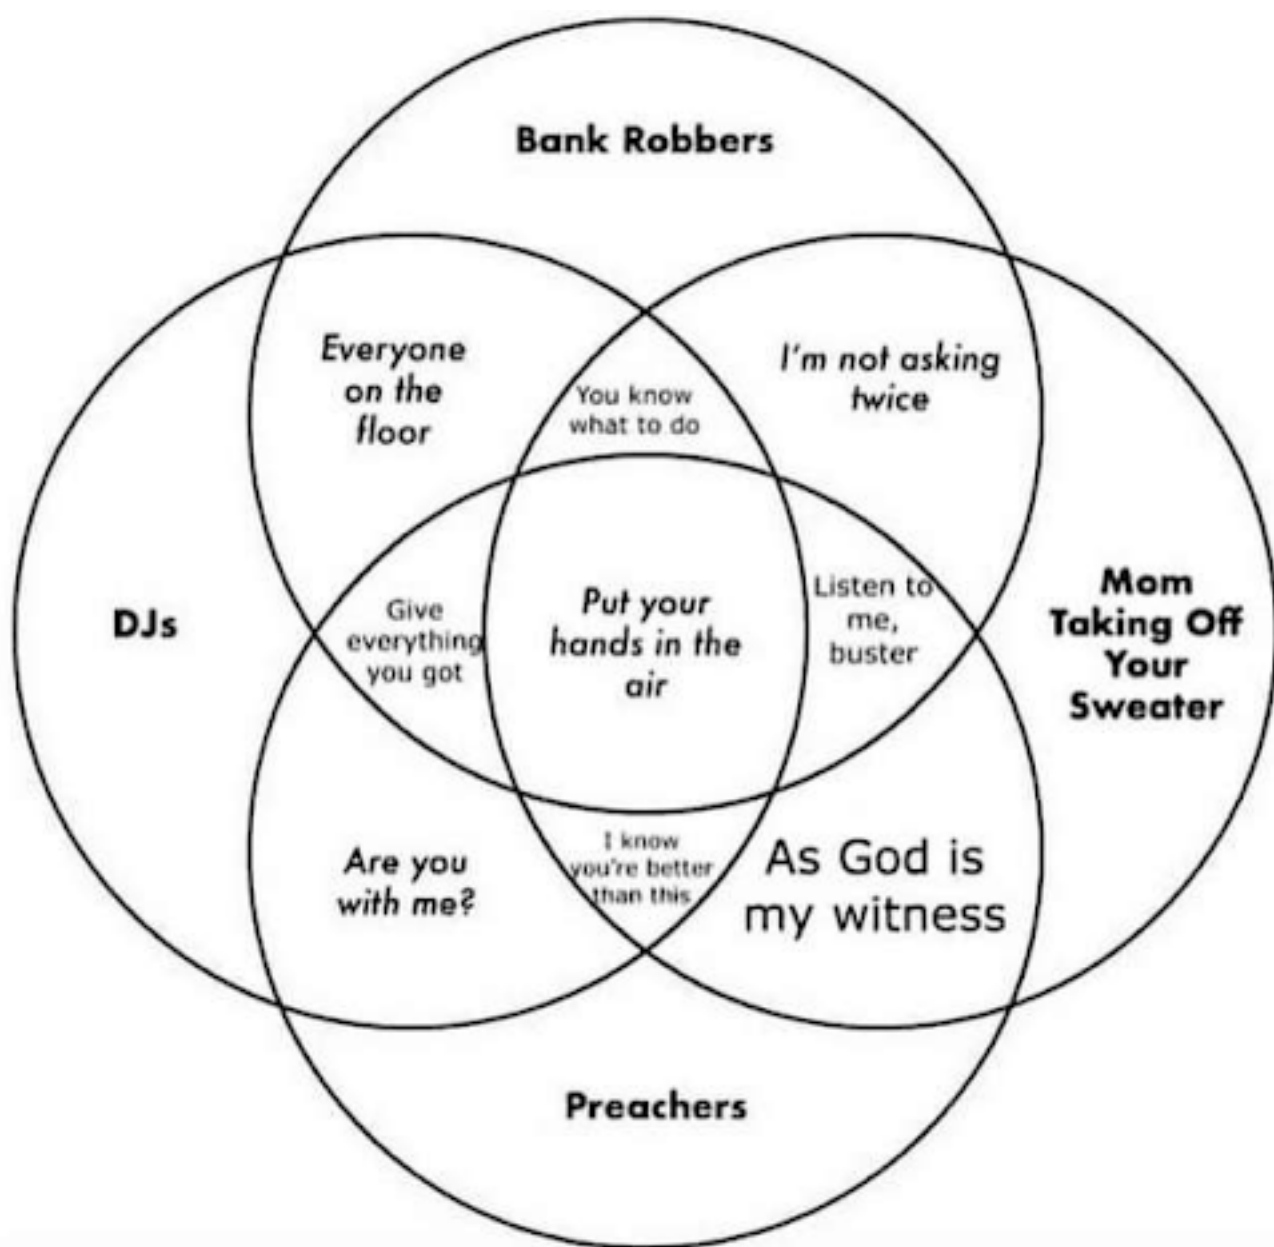 Bank Robbers
Everyone
on the
floor
You know
what to do
I'm not asking
twice
DJs
Give
everything
you got
Put your
hands in the
air
Listen to
me,
buster
Mom
Taking Off
Your
Sweater
Are you
with me?
I know
you're better
than this
As God is
my witness
Preachers